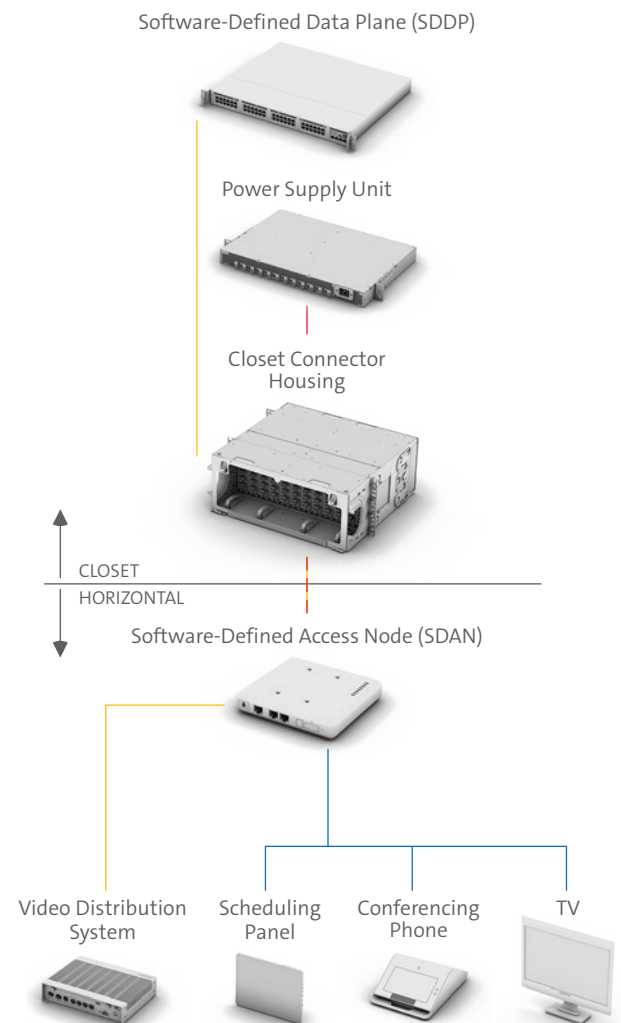 Software-Defined Data Plane (SDDP)
Power Supply Unit
Closet Connector
Housing
CLOSET
HORIZONTAL
Software-Defined Access Node (SDAN)
Video Distribution
System
Scheduling
Panel
Conferencing
Phone
TV